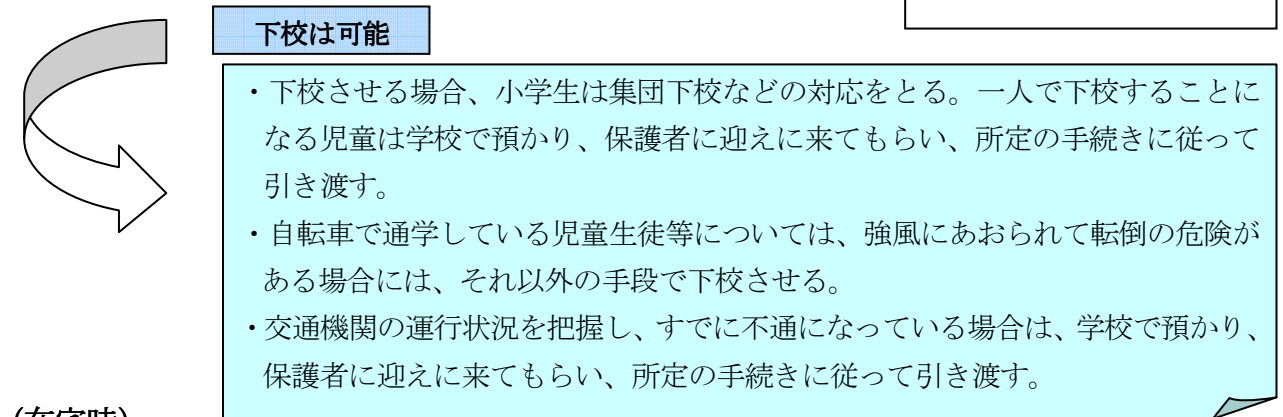 下校は可能
・下校させる場合、小学生は集団下校などの対応をとる。一人で下校することに
なる児童は学校で預かり、保護者に迎えに来てもらい、所定の手続きに従って
引き渡す。
・自転車で通学している児童生徒等については、強風にあおられて転倒の危険が
ある場合には、それ以外の手段で下校させる。
・交通機関の運行状況を把握し、すでに不通になっている場合は、学校で預かり、
保護者に迎えに来てもらい、所定の手続きに従って引き渡す。